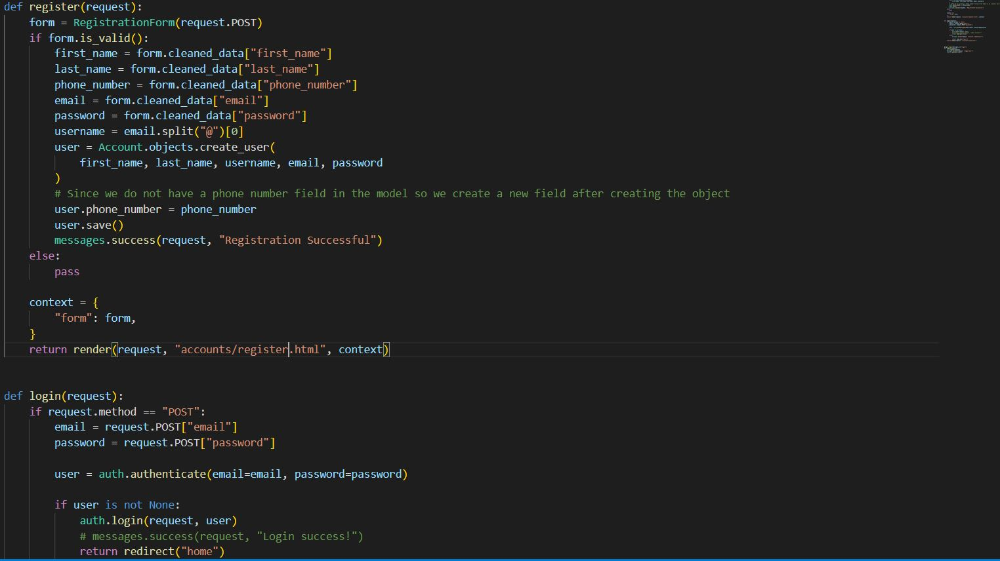 def register(request):
    form = RegistrationForm(request.POST)
    if form.is_valid():
        first_name = form.cleaned_data["first_name"]
        last_name = form.cleaned_data["last_name"]
        phone_number = form.cleaned_data["phone_number"]
        email = form.cleaned_data["email"]
        password = form.cleaned_data["password"]
        username = email.split("@")[0]
        user = Account.objects.create_user(
            first_name, last_name, username, email, password
        )
        # Since we do not have a phone number field in the model so we create a new field after creating the object
        user.phone_number = phone_number
        user.save()
        messages.success(request, "Registration Successful")
    else:
        pass

    context = {
        "form": form,
    }
    return render(request, "accounts/register.html", context)


def login(request):
    if request.method == "POST":
        email = request.POST["email"]
        password = request.POST["password"]

        user = auth.authenticate(email=email, password=password)

        if user is not None:
            auth.login(request, user)
            # messages.success(request, "Login success!")
            return redirect("home")